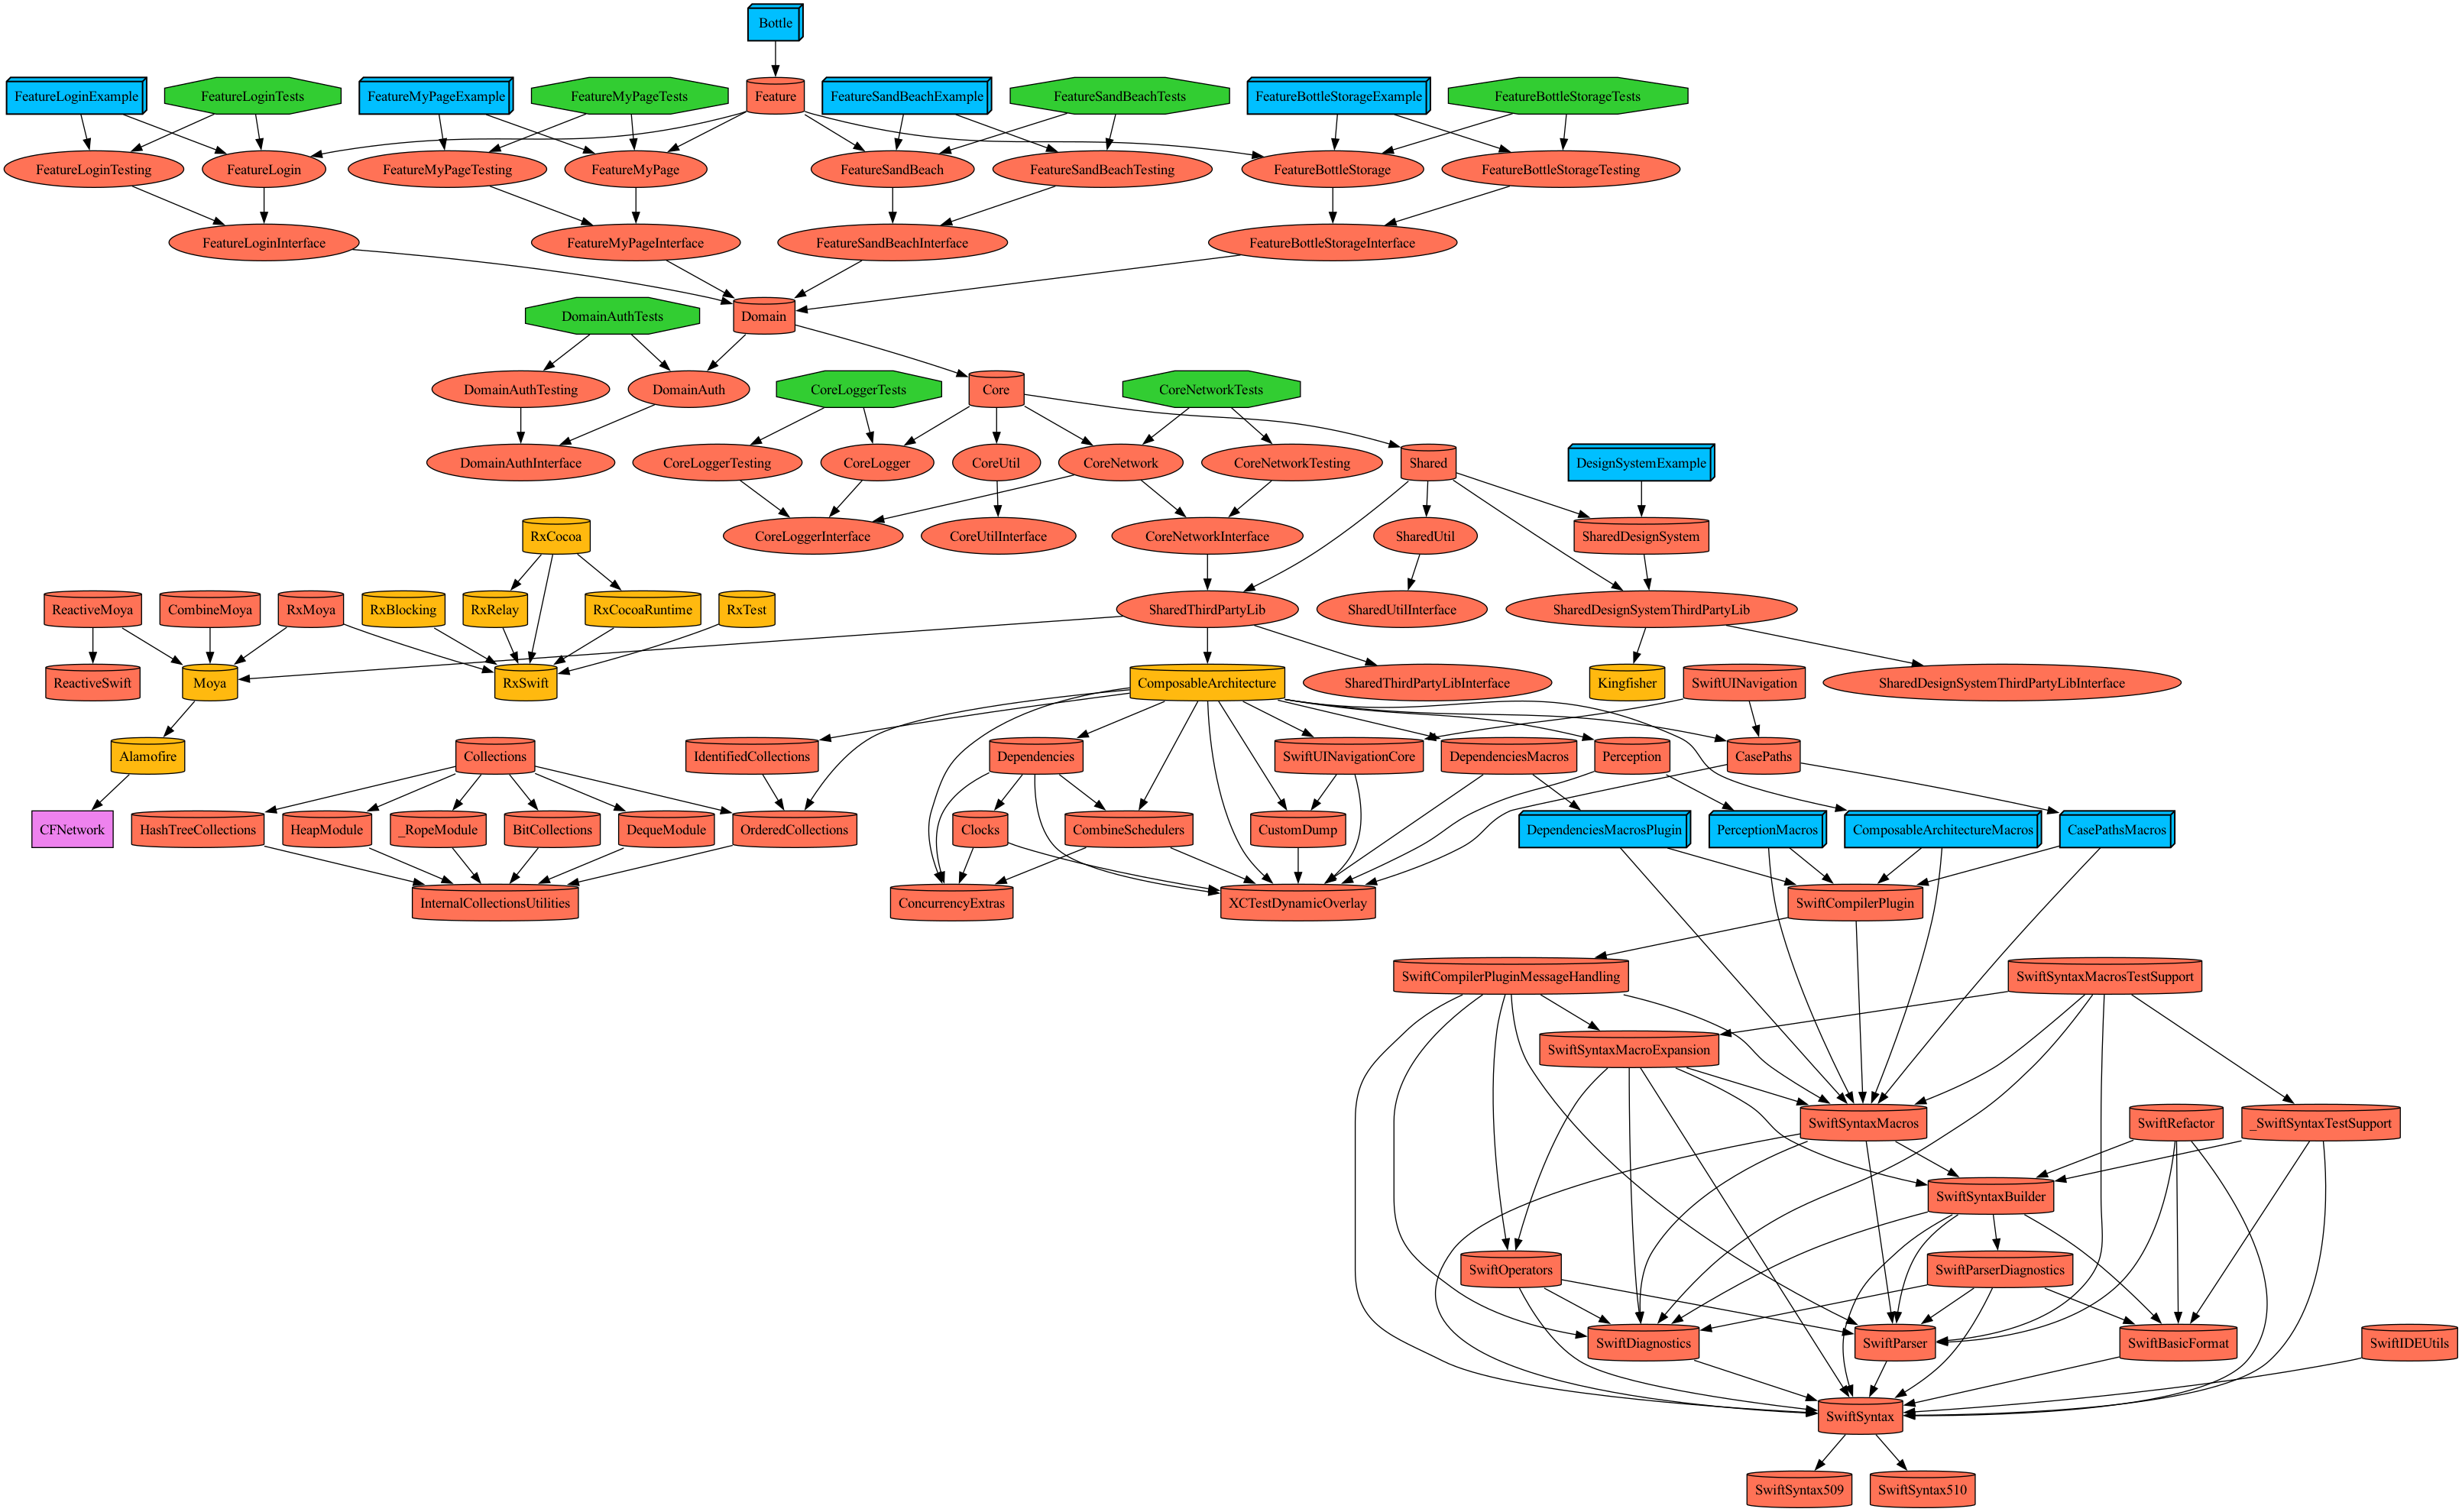 Bottle
FeatureLoginExample
FeatureLoginTests
FeatureMyPageExample
FeatureMyPageTests
Feature
FeatureSandBeachExample
FeatureSandBeachTests
FeatureBottleStorageExample
FeatureBottleStorageTests
FeatureLoginTesting
FeatureLogin
FeatureMyPageTesting
FeatureMyPage
FeatureSandBeach
FeatureSandBeachTesting
FeatureBottleStorage
FeatureBottleStorageTesting
FeatureLoginInterface
FeatureMyPageInterface
FeatureSandBeachInterface
FeatureBottleStorageInterface
DomainAuthTests
Domain
DomainAuthTesting
DomainAuth
CoreLoggerTests
Core
CoreNetworkTests
DomainAuthInterface
CoreLoggerTesting
CoreLogger
CoreUtil
CoreNetwork
CoreNetworkTesting
Shared
DesignSystemExample
RxCocoa
CoreLoggerInterface
CoreUtilInterface
CoreNetworkInterface
SharedUtil
SharedDesignSystem
ReactiveMoya
CombineMoya
RxMoya
RxBlocking
RxRelay
RxCocoaRuntime
RxTest
SharedThirdPartyLib
SharedUtilInterface
SharedDesignSystemThirdPartyLib
ReactiveSwift
Moya
RxSwift
ComposableArchitecture
SharedThirdPartyLibInterface
Kingfisher
SwiftUINavigation
SharedDesignSystemThirdPartyLibInterface
Alamofire
Collections
IdentifiedCollections
Dependencies
SwiftUINavigationCore
DependenciesMacros
Perception
CasePaths
CFNetwork
HashTreeCollections
HeapModule
_RopeModule
BitCollections
DequeModule
OrderedCollections
Clocks
CombineSchedulers
CustomDump
DependenciesMacrosPlugin
PerceptionMacros
ComposableArchitectureMacros
CasePathsMacros
InternalCollectionsUtilities
ConcurrencyExtras
XCTestDynamicOverlay
SwiftCompilerPlugin
SwiftCompilerPluginMessageHandling
SwiftSyntaxMacrosTestSupport
SwiftSyntaxMacroExpansion
SwiftSyntaxMacros
SwiftRefactor
_SwiftSyntaxTestSupport
SwiftSyntaxBuilder
SwiftOperators
SwiftParserDiagnostics
SwiftDiagnostics
SwiftParser
SwiftBasicFormat
SwiftIDEUtils
SwiftSyntax
SwiftSyntax509
SwiftSyntax510